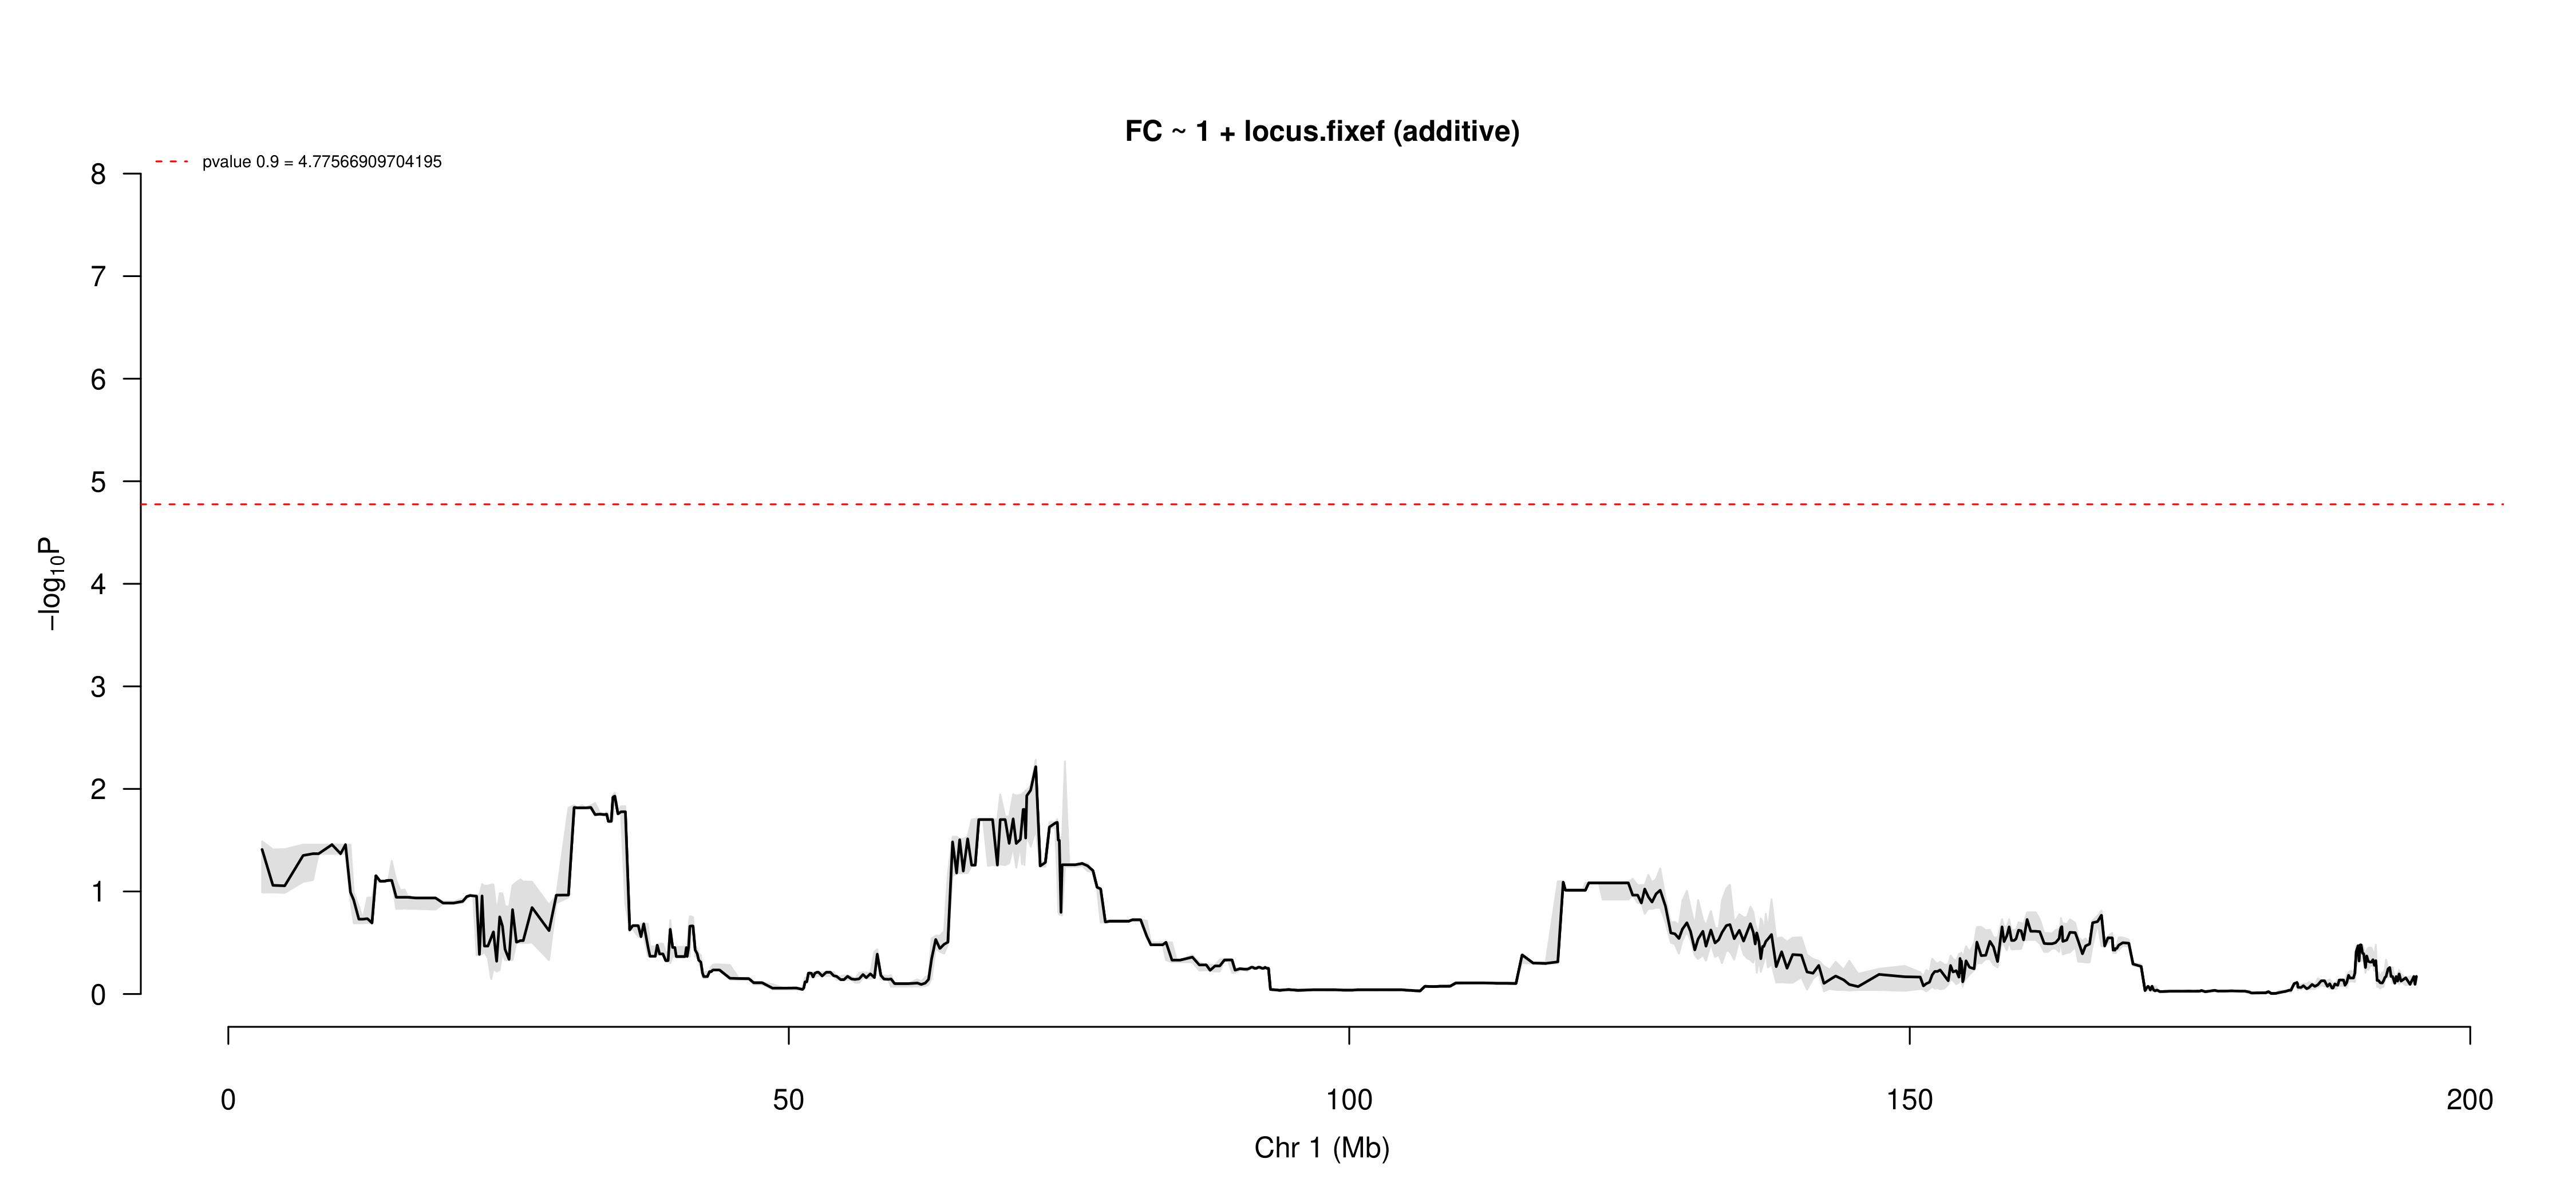 FC ~ 1 + locus.fixef (additive)
pvalue 0.9 = 4.77566909704195
8
7
6
5
4
3
2
1
0
−log10P
0 50 100 150 200
Chr 1 (Mb)